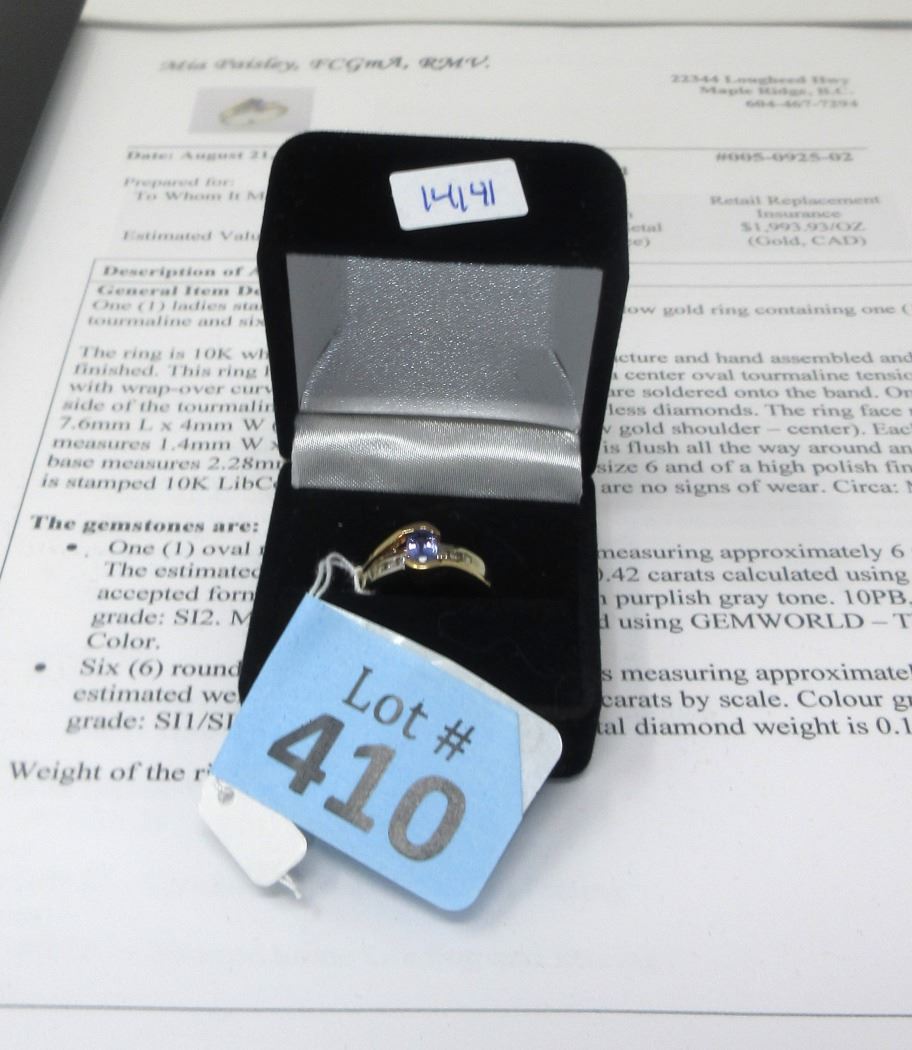 Mia Paisley, FCGmA, RMV.
22344 Lougheed Hwy
Maple Ridge, B.C.
604-467-7294
Date: August 21,
#005-0925-02
Prepared for:
To Whom It M
Retail Replacement
Insurance
Estimated Valu
etal
$1,993.93/OZ
e)
(Gold, CAD)
14141
Description of A
General Item De
One (1) ladies sta
ow gold ring containing one (
tourmaline and six
The ring is 10K wh
cture and hand assembled and
finished. This ring
center oval tourmaline tensio
with wrap-over curv
are soldered onto the band. On
side of the tourmalin
less diamonds. The ring face
7.6mm L x 4mm W
gold shoulder – center). Eac
measures 1.4mm W x
is flush all the way around an
base measures 2.28m
size 6 and of a high polish fin
is stamped 10K LibC
are no signs of wear. Circa:
The gemstones are:
• One (1) oval
measuring approximately 6
The estimated
.42 carats calculated using
accepted form
purplish gray tone. 10PB.
grade: SI2. M
d using GEMWORLD – T
Color.
• Six (6) round
s measuring approximatel
estimated we
carats by scale. Colour gr
grade: SI1/SI
tal diamond weight is 0.1
Weight of the ri
Lot #
410